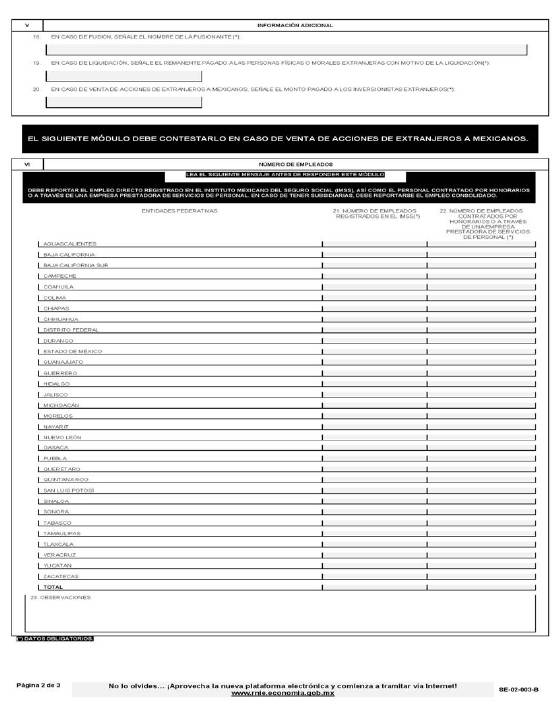 V INFORMACIÓN ADICIONAL
18. EN CASO DE FUSIÓN, SEÑALE EL NOMBRE DE LA FUSIONANTE (*):
19. EN CASO DE LIQUIDACIÓN, SEÑALE EL REMANENTE PAGADO A LAS PERSONAS FÍSICAS O MORALES EXTRANJERAS CON MOTIVO DE LA LIQUIDACIÓN(*):
20. EN CASO DE VENTA DE ACCIONES DE EXTRANJEROS A MEXICANOS, SEÑALE EL MONTO PAGADO A LOS INVERSIONISTAS EXTRANJEROS(*):
EL SIGUIENTE MÓDULO DEBE CONTESTARLO EN CASO DE VENTA DE ACCIONES DE EXTRANJEROS A MEXICANOS.
VI NÚMERO DE EMPLEADOS
LEA EL SIGUIENTE MENSAJE ANTES DE RESPONDER ESTE MÓDULO
DEBE REPORTAR EL EMPLEO DIRECTO REGISTRADO EN EL INSTITUTO MEXICANO DEL SEGURO SOCIAL (IMSS), ASÍ COMO EL PERSONAL CONTRATADO POR HONORARIOS
O A TRAVÉS DE UNA EMPRESA PRESTADORA DE SERVICIOS DE PERSONAL. EN CASO DE TENER SUBSIDIARIAS, DEBE REPORTARSE EL EMPLEO CONSOLIDADO.
ENTIDADES FEDERATIVAS
21. NÚMERO DE EMPLEADOS
REGISTRADOS EN EL IMSS(*)
22. NÚMERO DE EMPLEADOS
CONTRATADOS POR
HONORARIOS O A TRAVÉS
DE UNA EMPRESA
PRESTADORA DE SERVICIOS
DE PERSONAL (*)
AGUASCALIENTES
BAJA CALIFORNIA
BAJA CALIFORNIA SUR
CAMPECHE
COAHUILA
COLIMA
CHIAPAS
CHIHUAHUA
DISTRITO FEDERAL
DURANGO
ESTADO DE MÉXICO
GUANAJUATO
GUERRERO
HIDALGO
JALISCO
MICHOACÁN
MORELOS
NAYARIT
NUEVO LEÓN
OAXACA
PUEBLA
QUERÉTARO
QUINTANA ROO
SAN LUIS POTOSÍ
SINALOA
SONORA
TABASCO
TAMAULIPAS
TLAXCALA
VERACRUZ
YUCATÁN
ZACATECAS
TOTAL
23. OBSERVACIONES:
(*) DATOS OBLIGATORIOS.
Página 2 de 3
No lo olvides... ¡Aprovecha la nueva plataforma electrónica y comienza a tramitar vía Internet!
www.rnie.economia.gob.mx
SE-02-003-B